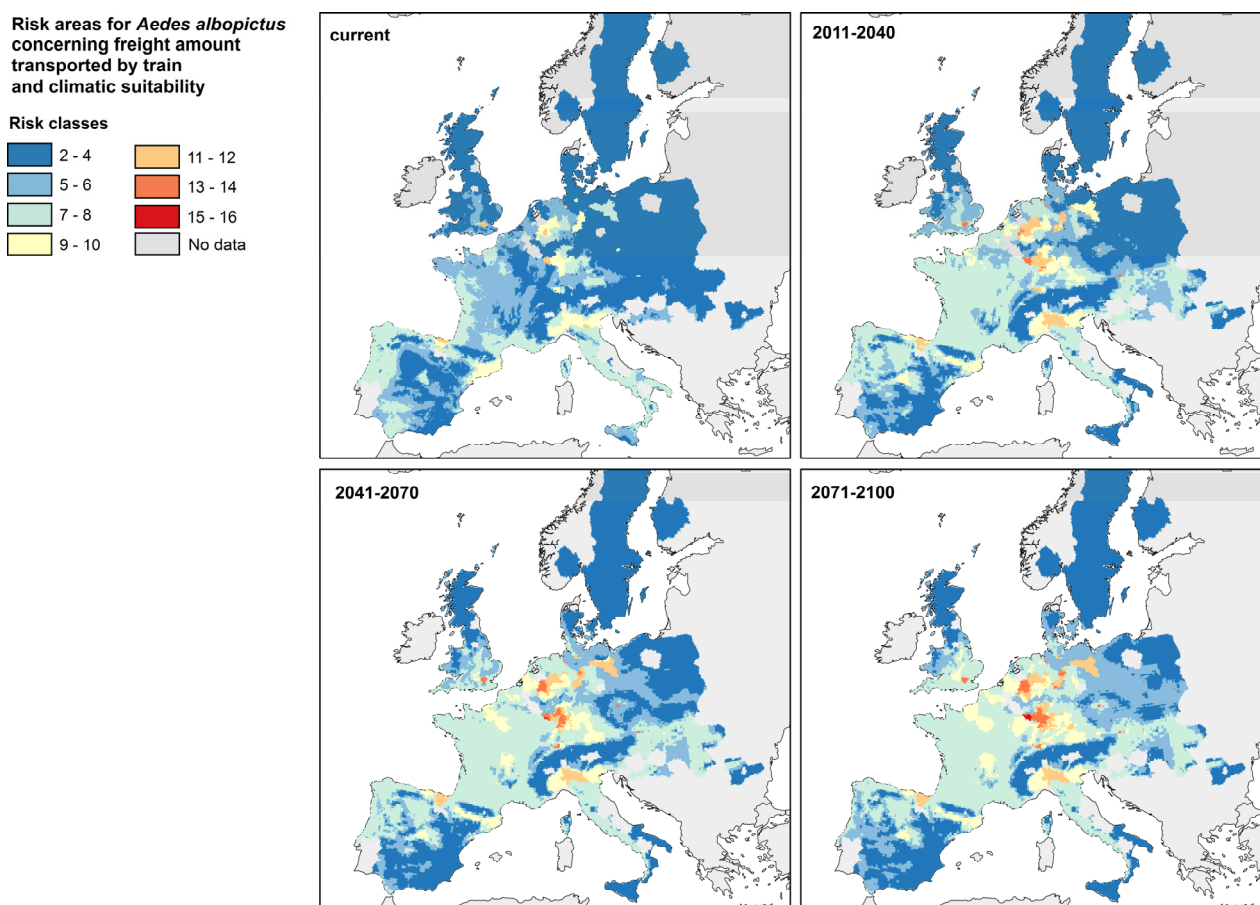 Risk areas for Aedes albopictus
concerning freight amount
transported by train
and climatic suitability
Risk classes
2 - 4
5 - 6
7 - 8
9 - 10
11 - 12
13 - 14
15 - 16
No data
current
2011-2040
2041-2070
2071-2100